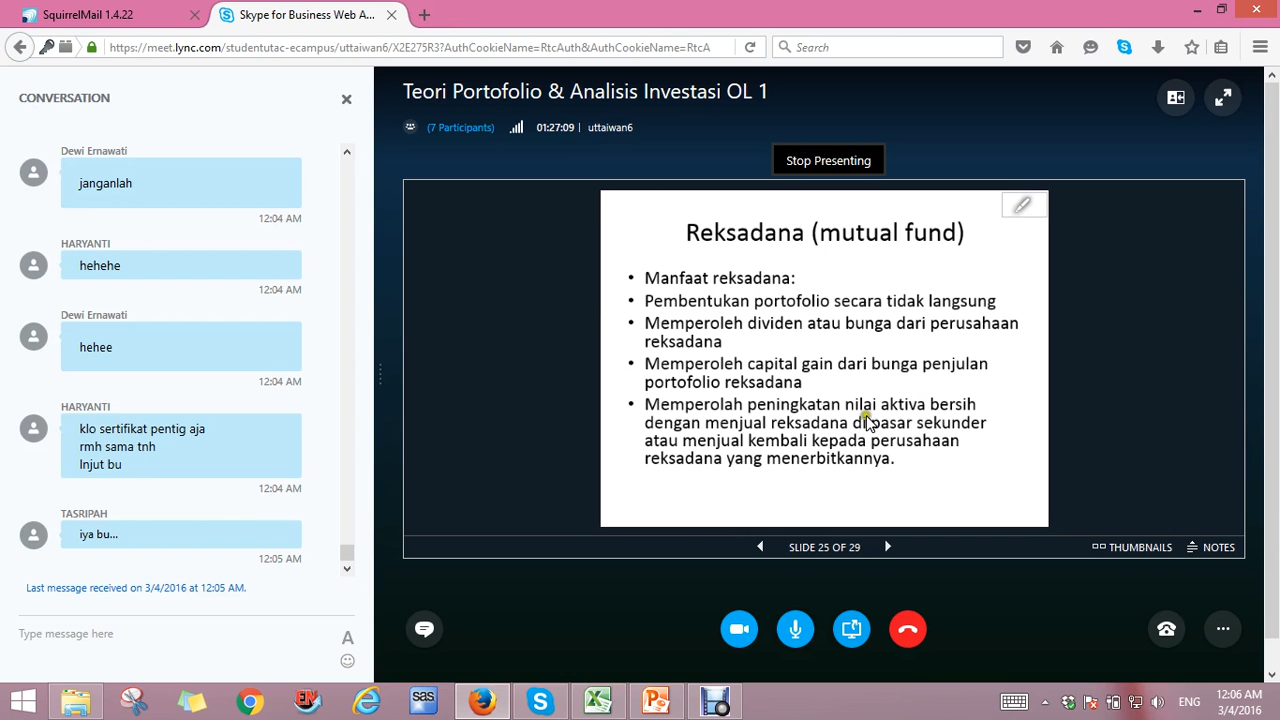 SquirrelMail 1.4.22
Skype for Business Web A...
https://meet.lync.com/studentutac-ecampus/uttaiwan6/X2E275R3?AuthCookieName=RtcAuth&AuthCookieName=RtcA
Search
CONVERSATION
Dewi Ernawati
janganlah
12:04 AM
HARYANTI
hehehe
12:04 AM
Dewi Ernawati
hehee
12:04 AM
HARYANTI
klo sertifikat pentig aja
rmh sama tnh
lnjut bu
12:04 AM
TASRIPAH
iya bu...
12:05 AM
Last message received on 3/4/2016 at 12:05 AM.
Type message here
A
Teori Portofolio & Analisis Investasi OL 1
(7 Participants)
01:27:09 | uttaiwan6
Stop Presenting
Reksadana (mutual fund)
• Manfaat reksadana:
• Pembentukan portofolio secara tidak langsung
• Memperoleh dividen atau bunga dari perusahaan
reksadana
• Memperoleh capital gain dari bunga penjulan
portofolio reksadana
• Memperolah peningkatan nilai aktiva bersih
dengan menjual reksadana di pasar sekunder
atau menjual kembali kepada perusahaan
reksadana yang menerbitkannya.
SLIDE 25 OF 29
THUMBNAILS
NOTES
EN
sas
ENG
12:06 AM
3/4/2016